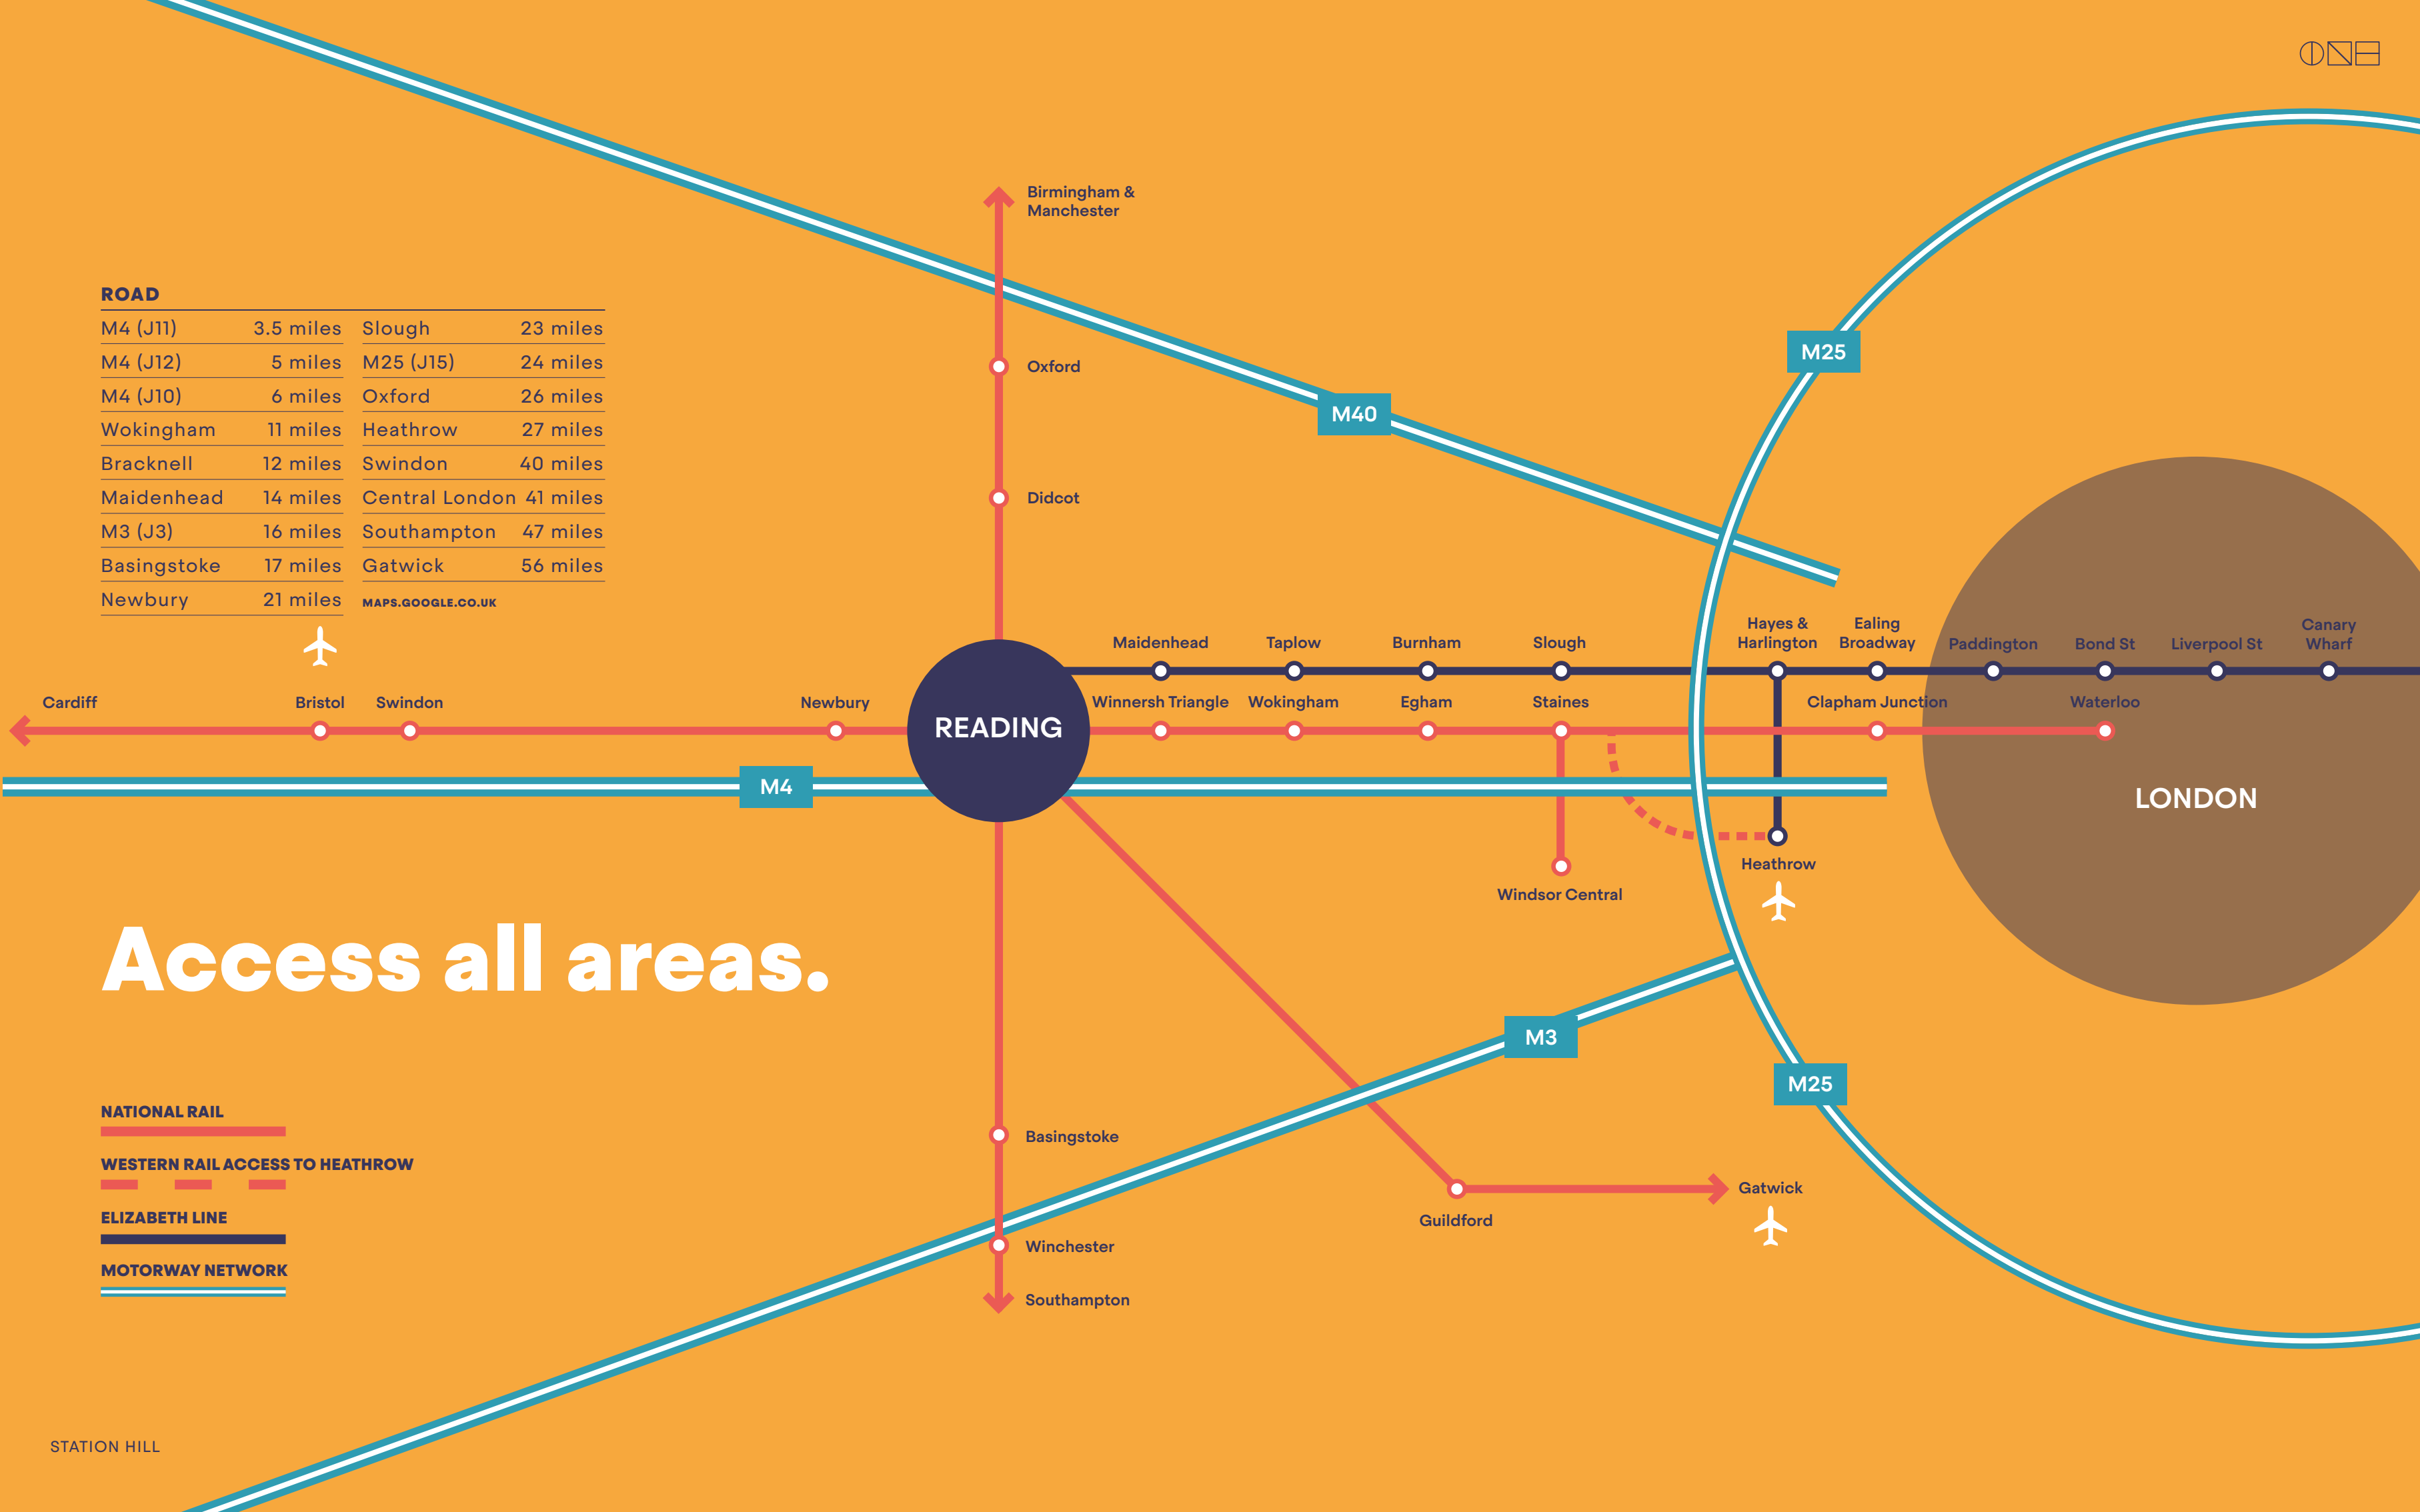 ONE
Birmingham &
Manchester
ROAD
M4 (J11) 3.5 miles Slough 23 miles
M4 (J12) 5 miles M25 (J15) 24 miles
M4 (J10) 6 miles Oxford 26 miles
Wokingham 11 miles Heathrow 27 miles
Bracknell 12 miles Swindon 40 miles
Maidenhead 14 miles Central London 41 miles
M3 (J3) 16 miles Southampton 47 miles
Basingstoke 17 miles Gatwick 56 miles
Newbury 21 miles MAPS.GOOGLE.CO.UK
M25
Oxford
M40
Didcot
Maidenhead
Taplow
Burnham
Slough
Hayes &
Harlington
Ealing
Broadway
Paddington
Bond St
Liverpool St
Canary
Wharf
Cardiff
Bristol
Swindon
Newbury
READING
Winnersh Triangle
Wokingham
Egham
Staines
Clapham Junction
Waterloo
M4
LONDON
Heathrow
Windsor Central
Access all areas.
M3
M25
NATIONAL RAIL
WESTERN RAIL ACCESS TO HEATHROW
ELIZABETH LINE
MOTORWAY NETWORK
Basingstoke
Gatwick
Guildford
Winchester
Southampton
STATION HILL